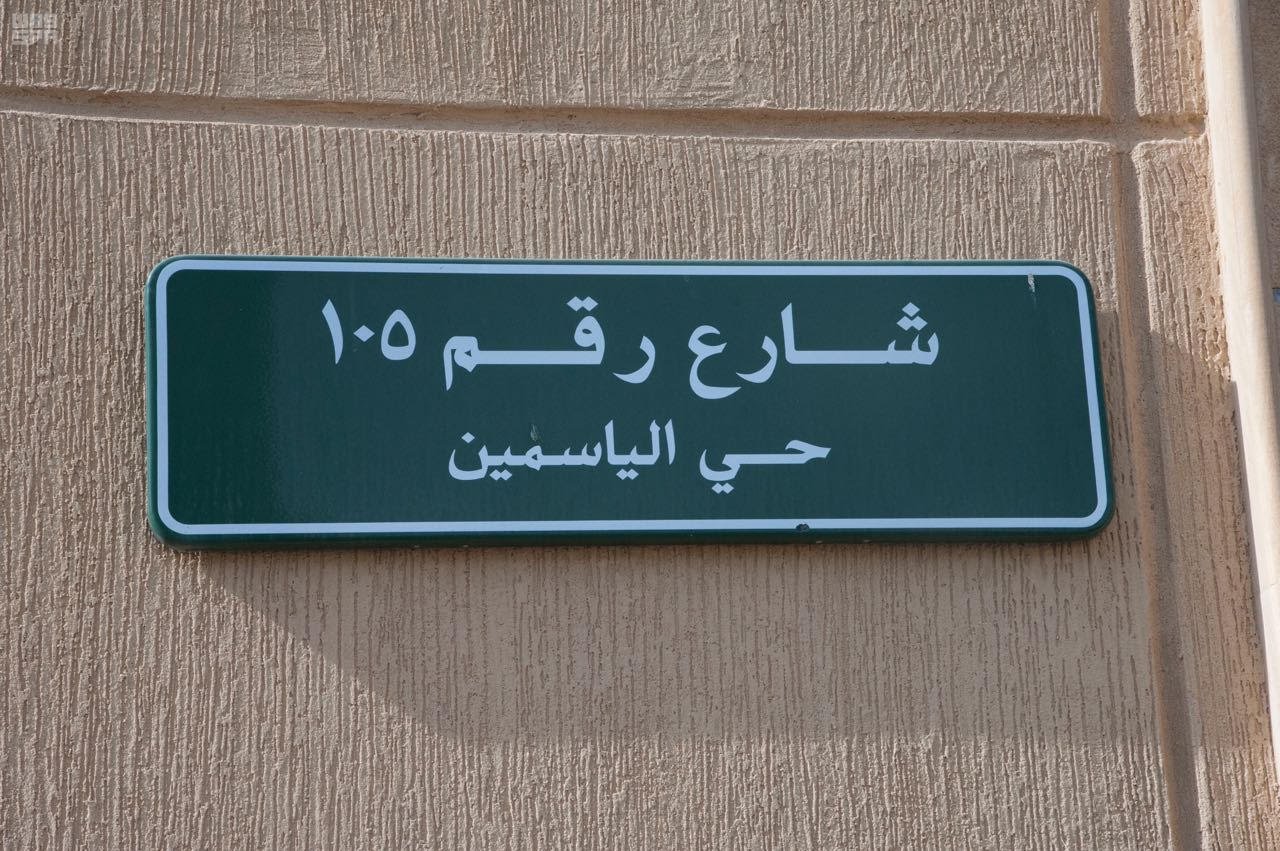 شارع رقم ١٠٥
حي الياسمين